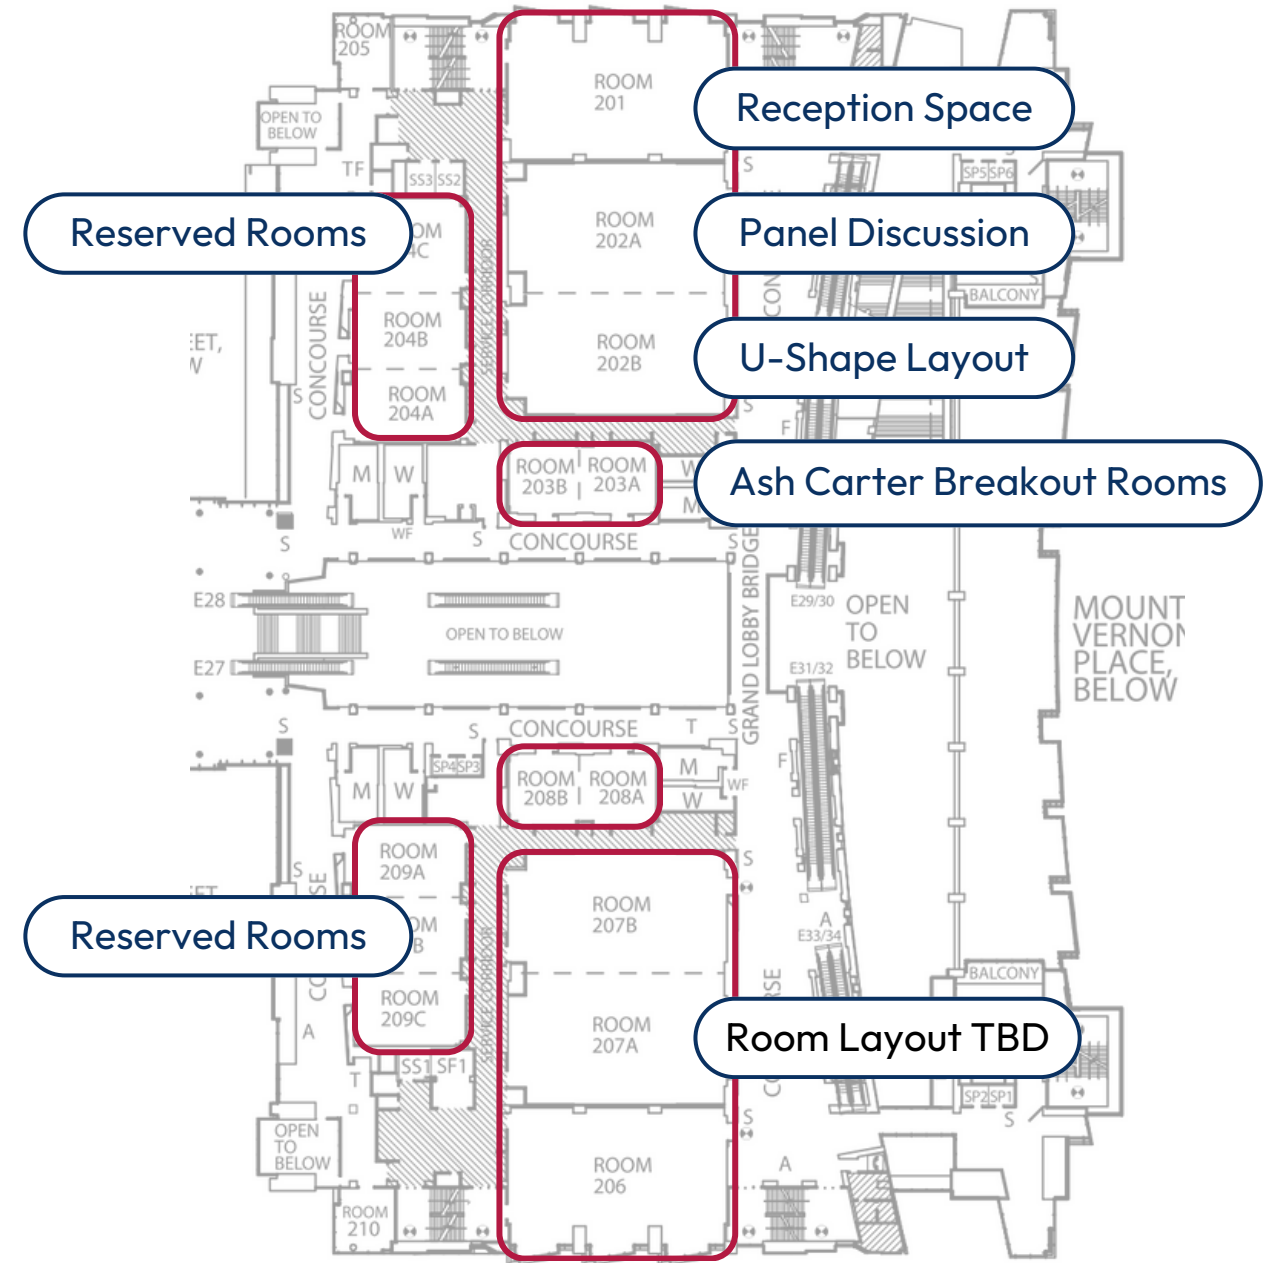 ROOM
205
ROOM
201
Reception Space
OPEN TO
BELOW
TF
SS3 SS2
S
SP5 SP6
Reserved Rooms
ROOM
202A
Panel Discussion
BALCONY
CONCOURSE
ROOM
204B
SERVICE CORRIDOR
ROOM
202B
U-Shape Layout
S
ROOM
204A
S
F
M
W
ROOM
203B
ROOM
203A
W
M
Ash Carter Breakout Rooms
WF
S
S
CONCOURSE
S
GRAND LOBBY BRIDGE
E28
E29/30
OPEN
TO
BELOW
MOUNT
VERNON
PLACE,
BELOW
OPEN TO BELOW
E27
E31/32
S
S
CONCOURSE
T
S
SP4 SP3
M
W
ROOM
208B
ROOM
208A
M
W
WF
F
ROOM
209A
S
S
Reserved Rooms
ROOM
207B
A
E33/34
SERVICE CORRIDOR
ROOM
209C
BALCONY
A
ROOM
207A
Room Layout TBD
SS1 SF1
T
SP2 SP1
S
S
OPEN
TO
BELOW
ROOM
206
A
ROOM
210